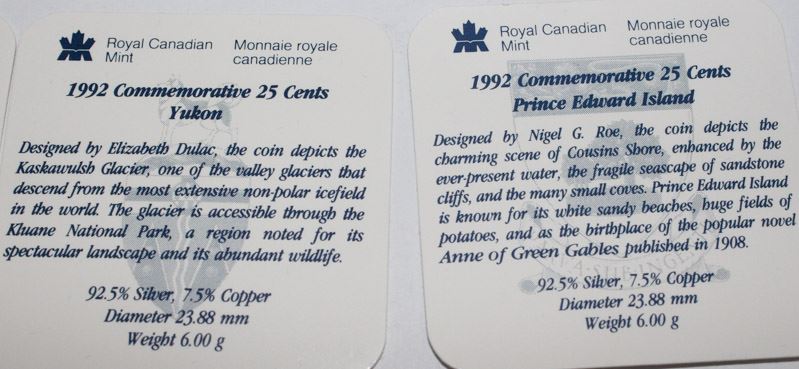 Royal Canadian Mint
Monnaie royale canadienne
1992 Commemorative 25 Cents
Yukon
Designed by Elizabeth Dulac, the coin depicts the
Kaskawulsh Glacier, one of the valley glaciers that
descend from the most extensive non-polar icefield
in the world. The glacier is accessible through the
Kluane National Park, a region noted for its
spectacular landscape and its abundant wildlife.
92.5% Silver, 7.5% Copper
Diameter 23.88 mm
Weight 6.00 g
Royal Canadian Mint
Monnaie royale canadienne
1992 Commemorative 25 Cents
Prince Edward Island
Designed by Nigel G. Roe, the coin depicts the
charming scene of Cousins Shore, enhanced by the
ever-present water, the fragile seascape of sandstone
cliffs, and the many small coves. Prince Edward Island
is known for its white sandy beaches, huge fields of
potatoes, and as the birthplace of the popular novel
Anne of Green Gables published in 1908.
92.5% Silver, 7.5% Copper
Diameter 23.88 mm
Weight 6.00 g